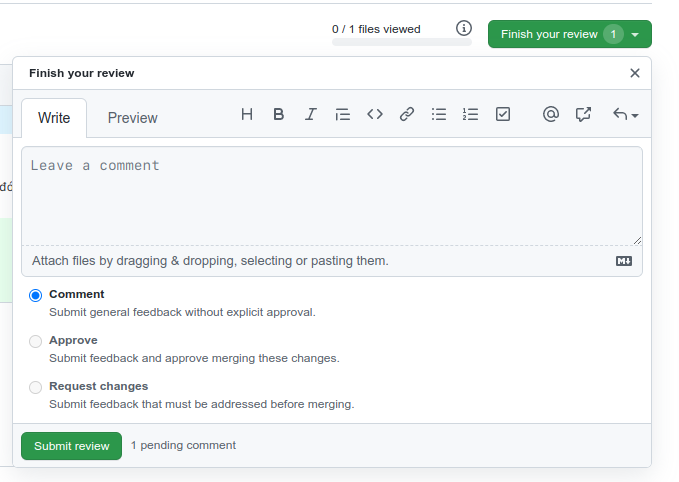 0 / 1 files viewed
Finish your review 1
Finish your review
Write
Preview
Leave a comment
Attach files by dragging & dropping, selecting or pasting them.
Comment
Submit general feedback without explicit approval.
Approve
Submit feedback and approve merging these changes.
Request changes
Submit feedback that must be addressed before merging.
Submit review
1 pending comment